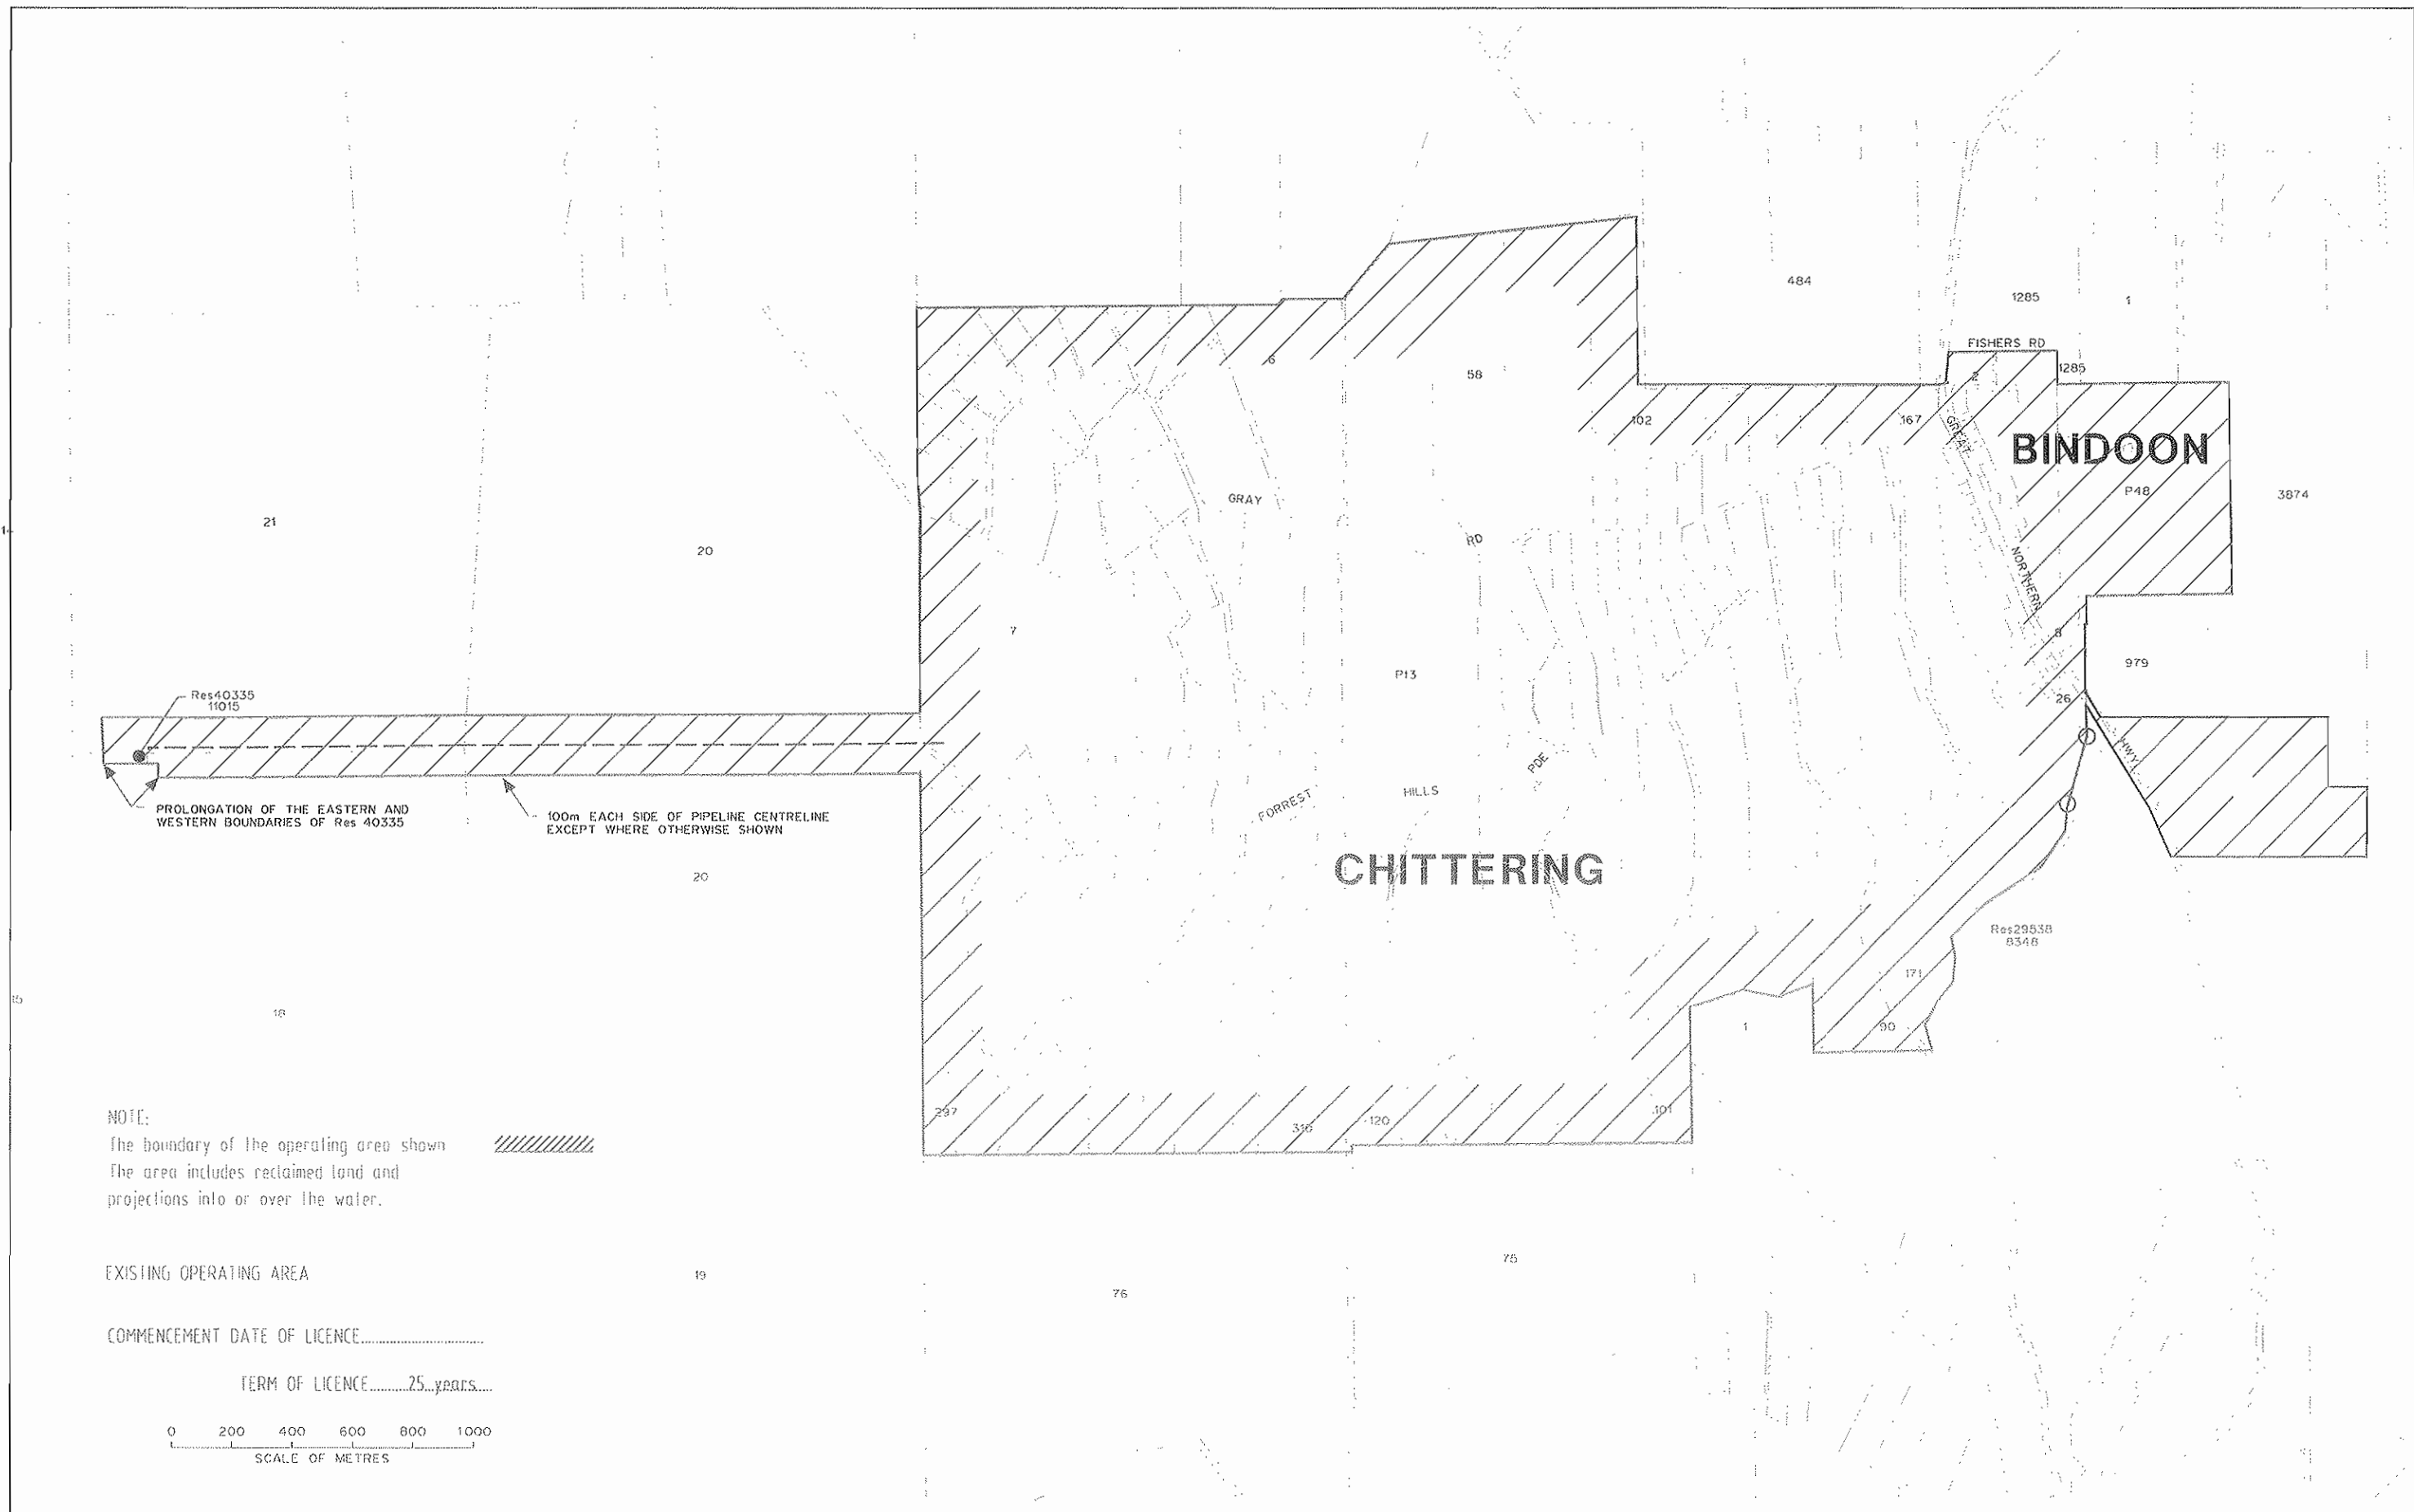 484
1285
1
FISHERS RD
1285
2
6
58
102
167
GREAT
BINDOON
P48
3874
GRAY
RD
21
20
NORTHERN
7
8
979
Pt3
26
Res40335
11015
HWY
PDE
HILLS
FORREST
PROLONGATION OF THE EASTERN AND
WESTERN BOUNDARIES OF Res 40335
100m EACH SIDE OF PIPELINE CENTRELINE
EXCEPT WHERE OTHERWISE SHOWN
CHITTERING
20
Res29538
8348
171
15
18
1
90
297
316
120
101
NOTE:
The boundary of the operating area shown
The area includes reclaimed land and
projections into or over the water.
EXISTING OPERATING AREA
19
76
75
COMMENCEMENT DATE OF LICENCE..............................
TERM OF LICENCE.........25 years....
0 200 400 600 800 1000
SCALE OF METRES